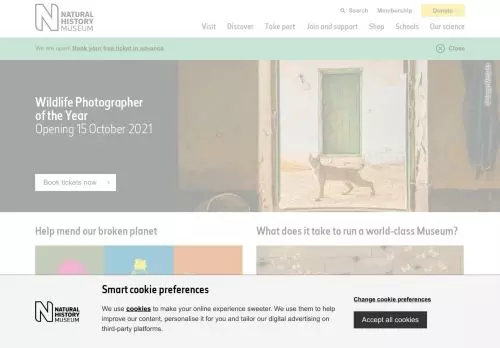 NATURAL
HISTORY
MUSEUM
Search Membership Donate
Visit Discover Take part Join and support Shop Schools Our science
We are open! Book your free ticket in advance
Close
Wildlife Photographer
of the Year
Opening 15 October 2021
Book tickets now
Help mend our broken planet
What does it take to run a world-class Museum?
Smart cookie preferences
NATURAL
HISTORY
MUSEUM
We use cookies to make your online experience sweeter. We use them to help
improve our content, personalise it for you and tailor our digital advertising on
third-party platforms.
Change cookie preferences
Accept all cookies